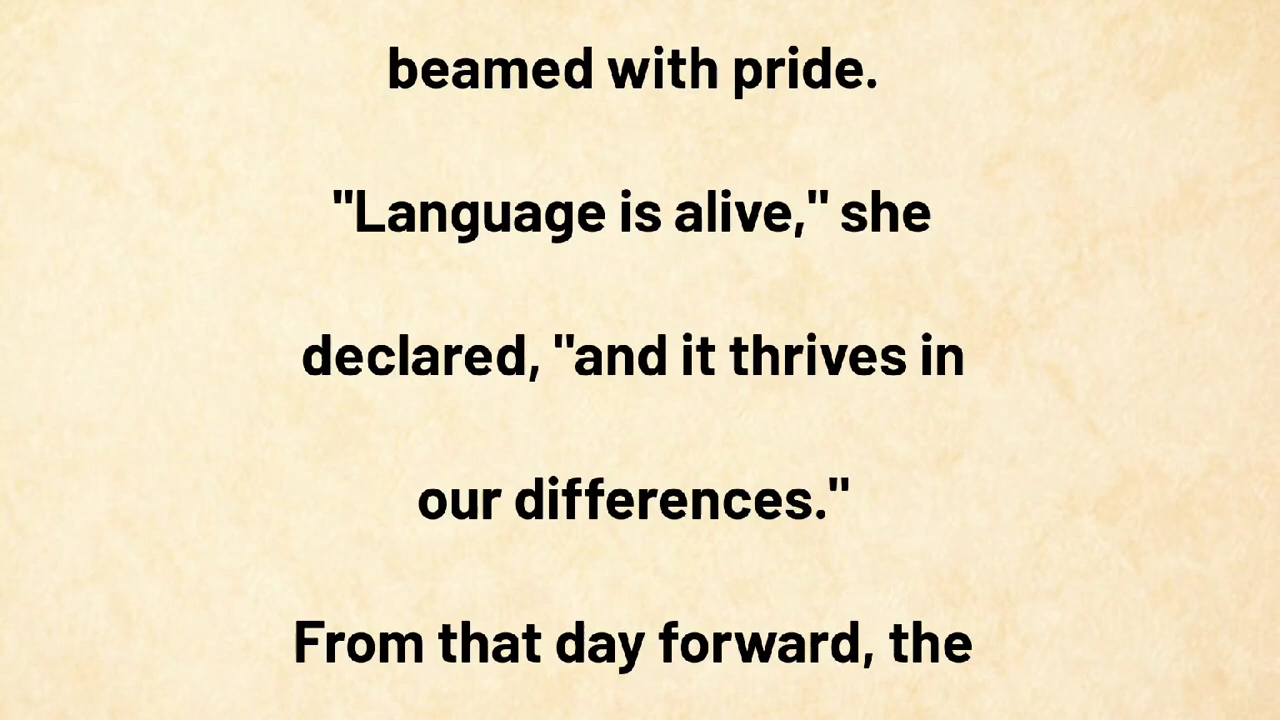 beamed with pride.
"Language is alive," she
declared, "and it thrives in
our differences."
From that day forward, the